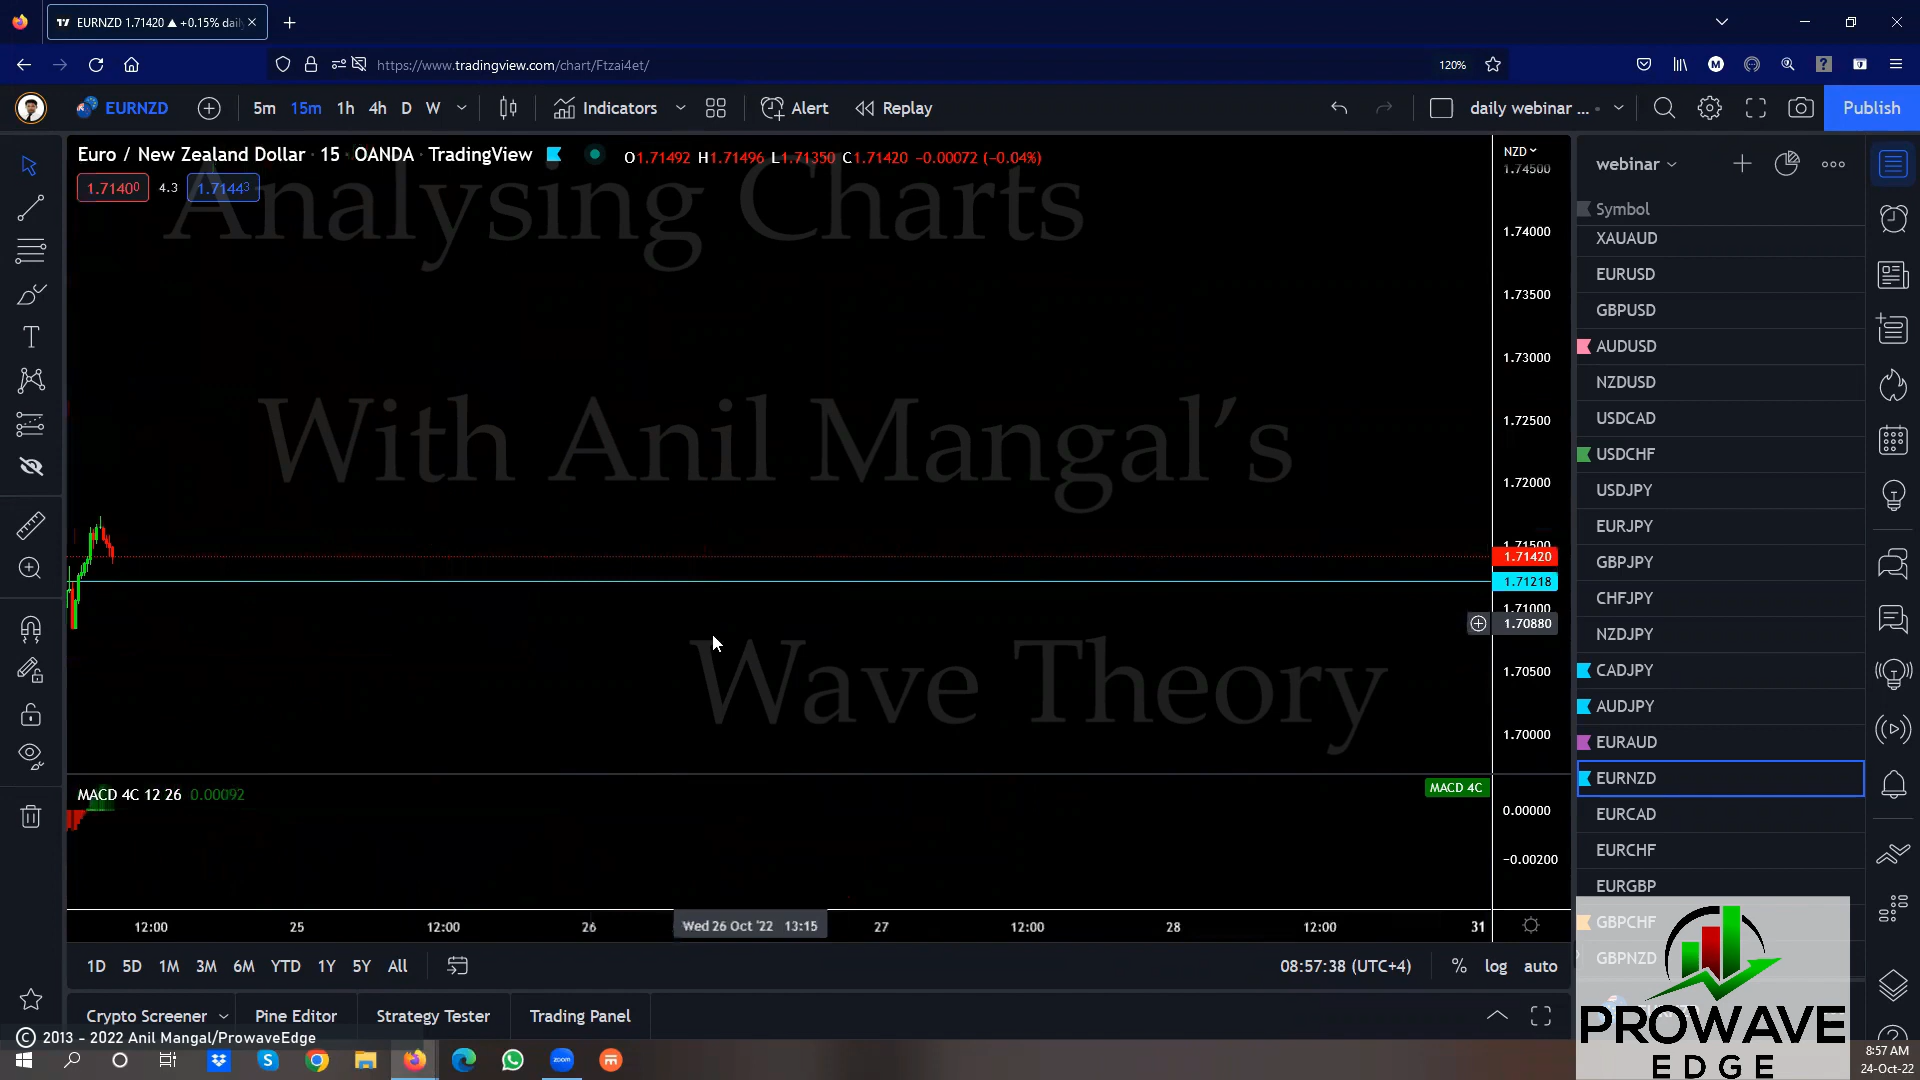 EURNZD 1.71420 ▲ +0.15% dail
https://www.tradingview.com/chart/Ftzai4et/
120%
EURNZD
5m 15m 1h 4h D W
Indicators
Alert
Replay
daily webinar ...
Publish
Euro / New Zealand Dollar · 15 · OANDA · TradingView
O1.71492 H1.71496 L1.71350 C1.71420 −0.00072 (−0.04%)
1.71400 4.3 1.71443
Analysing Charts
With Anil Mangal's
Wave Theory
NZD
1.74500
1.74000
1.73500
1.73000
1.72500
1.72000
1.71500
1.71420
1.71218
1.71000
1.70880
1.70500
1.70000
MACD 4C 12 26 0.00092
MACD 4C
0.00000
−0.00200
12:00 25 12:00 26 Wed 26 Oct '22 13:15 27 12:00 28 12:00 31
1D 5D 1M 3M 6M YTD 1Y 5Y All
08:57:38 (UTC+4) % log auto
Crypto Screener
Pine Editor
Strategy Tester
Trading Panel
webinar
Symbol
XAUAUD
EURUSD
GBPUSD
AUDUSD
NZDUSD
USDCAD
USDCHF
USDJPY
EURJPY
GBPJPY
CHFJPY
NZDJPY
CADJPY
AUDJPY
EURAUD
EURNZD
EURCAD
EURCHF
EURGBP
GBPCHF
GBPNZD
PROWAVE
EDGE
© 2013 - 2022 Anil Mangal/ProwaveEdge
zoom
8:57 AM
24-Oct-22